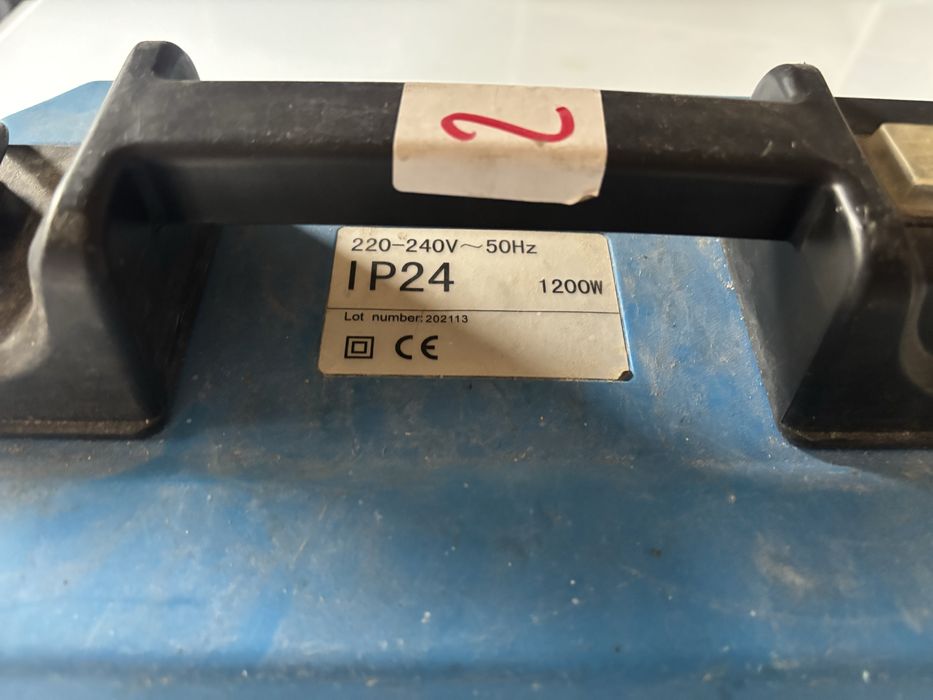 2
220-240V～50Hz
IP24 1200W
Lot number: 202113
CE